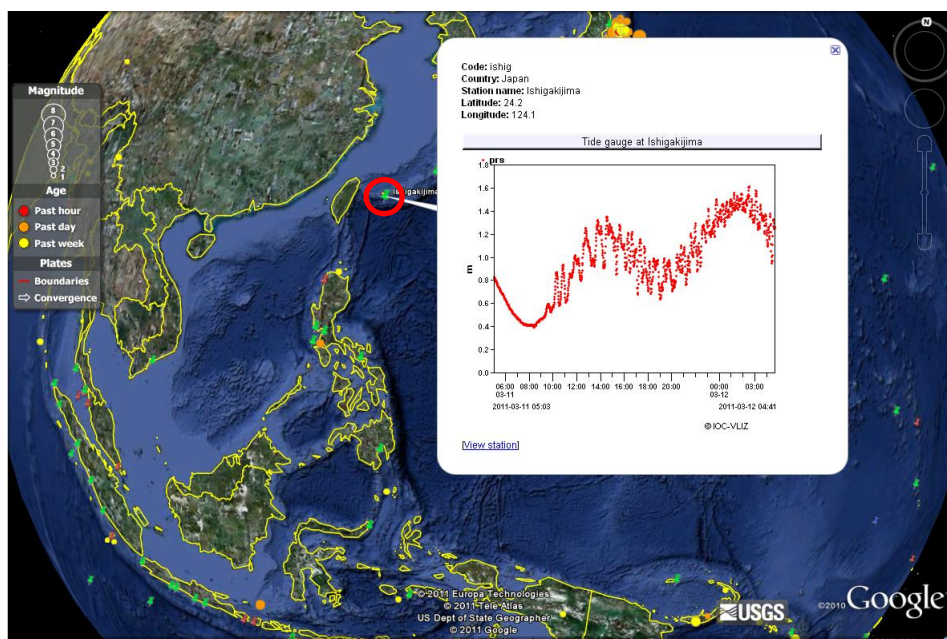 Magnitude
8
7
6
5
4
3
2
1
Age
Past hour
Past day
Past week
Plates
Boundaries
Convergence
Ishigakijima
Code: ishig
Country: Japan
Station name: Ishigakijima
Latitude: 24.2
Longitude: 124.1
Tide gauge at Ishigakijima
prs
1.8
1.6
1.4
1.2
1.0
0.8
0.6
0.4
0.2
0.0
m
06:00 08:00 10:00 12:00 14:00 16:00 18:00 20:00 00:00 03:00
03-11 03-12
2011-03-11 05:03 2011-03-12 04:41
© IOC-VLIZ
[View station]
N
© 2011 Europa Technologies
© 2011 Tele Atlas
US Dept of State Geographer
© 2011 Google
USGS
©2010 Google